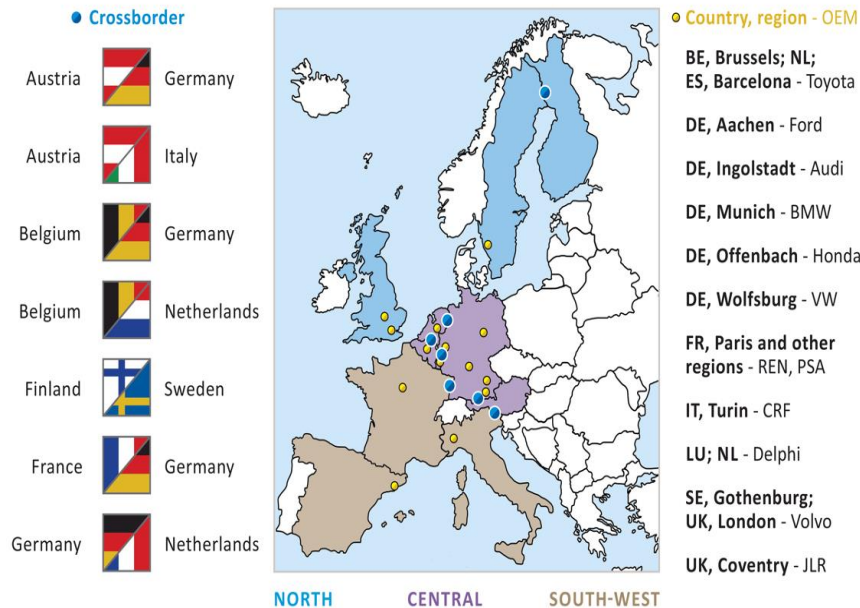 Crossborder
Austria Germany
Austria Italy
Belgium Germany
Belgium Netherlands
Finland Sweden
France Germany
Germany Netherlands
Country, region - OEM
BE, Brussels; NL;
ES, Barcelona - Toyota
DE, Aachen - Ford
DE, Ingolstadt - Audi
DE, Munich - BMW
DE, Offenbach - Honda
DE, Wolfsburg - VW
FR, Paris and other
regions - REN, PSA
IT, Turin - CRF
LU; NL - Delphi
SE, Gothenburg;
UK, London - Volvo
UK, Coventry - JLR
NORTH CENTRAL SOUTH-WEST